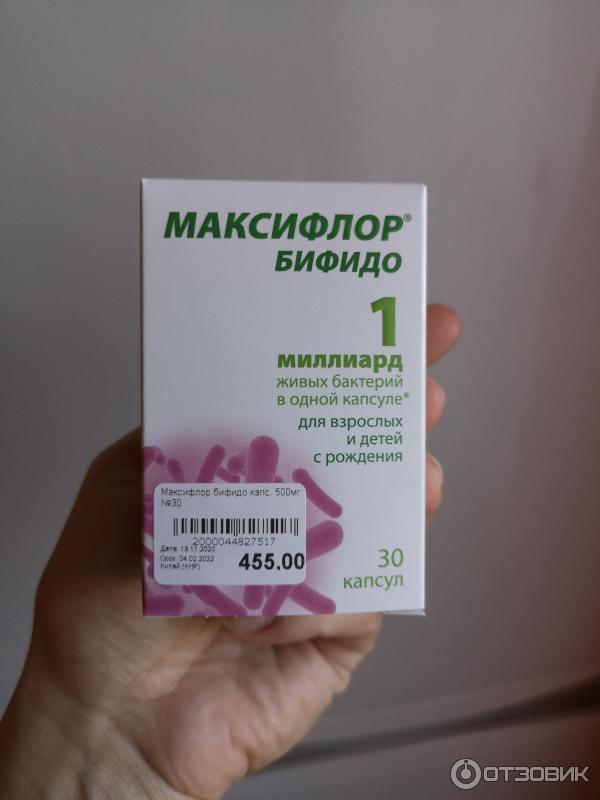 МАКСИФЛОР®
БИФИДО
1
миллиард
живых бактерий
в одной капсуле*
для взрослых
и детей
с рождения
Максифлор бифидо капс. 500мг
№30
2000044827517
Дата: 19.11.2020
Срок: 04.02.2022
Китай (КНР)
455.00
30
капсул
ОТЗОВИК